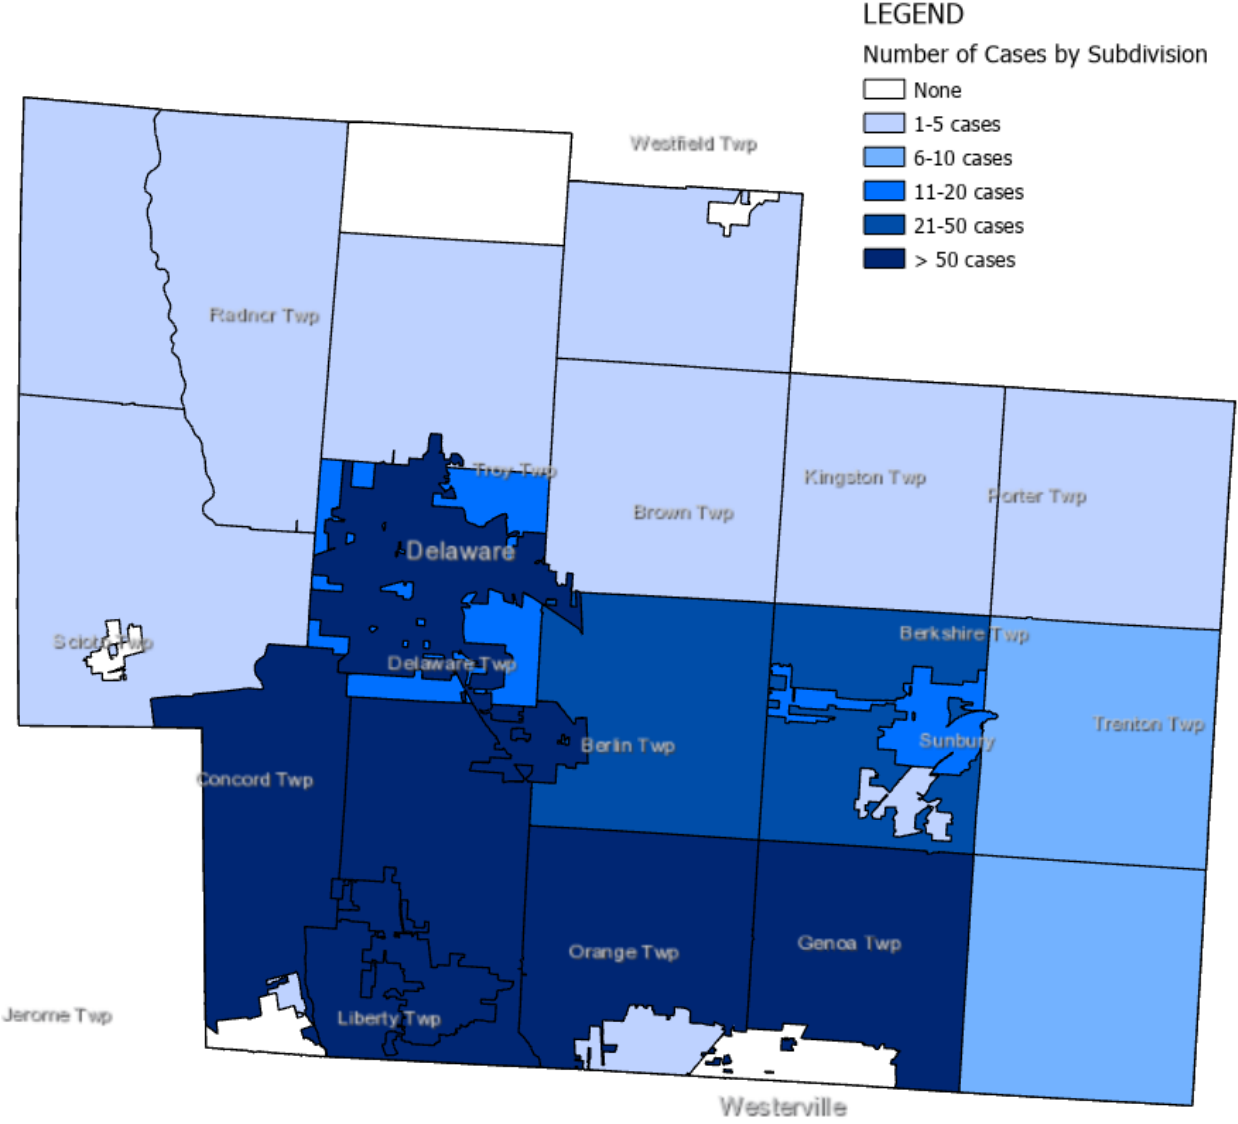 LEGEND
Number of Cases by Subdivision
None
1-5 cases
6-10 cases
11-20 cases
21-50 cases
> 50 cases
Westfield Twp
Radnor Twp
Troy Twp
Kingston Twp
Porter Twp
Brown Twp
Delaware
Berkshire Twp
Scioto Twp
Delaware Twp
Trenton Twp
Sunbury
Berlin Twp
Concord Twp
Genoa Twp
Orange Twp
Jerome Twp
Liberty Twp
Westerville